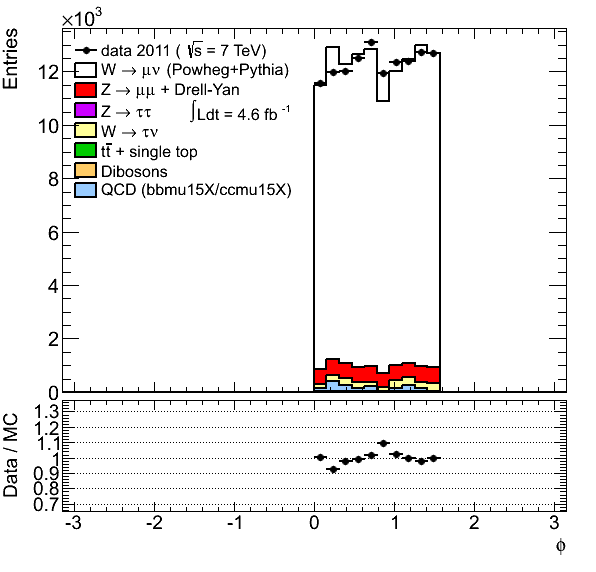 ×10³
Entries
data 2011 ( √s = 7 TeV)
W → μν (Powheg+Pythia)
Z → μμ + Drell-Yan
Z → ττ
∫Ldt = 4.6 fb⁻¹
W → τν
tt̄ + single top
Dibosons
QCD (bbmu15X/ccmu15X)
12
10
8
6
4
2
0
Data / MC
1.3
1.2
1.1
1
0.9
0.8
0.7
-3 -2 -1 0 1 2 3
ϕ